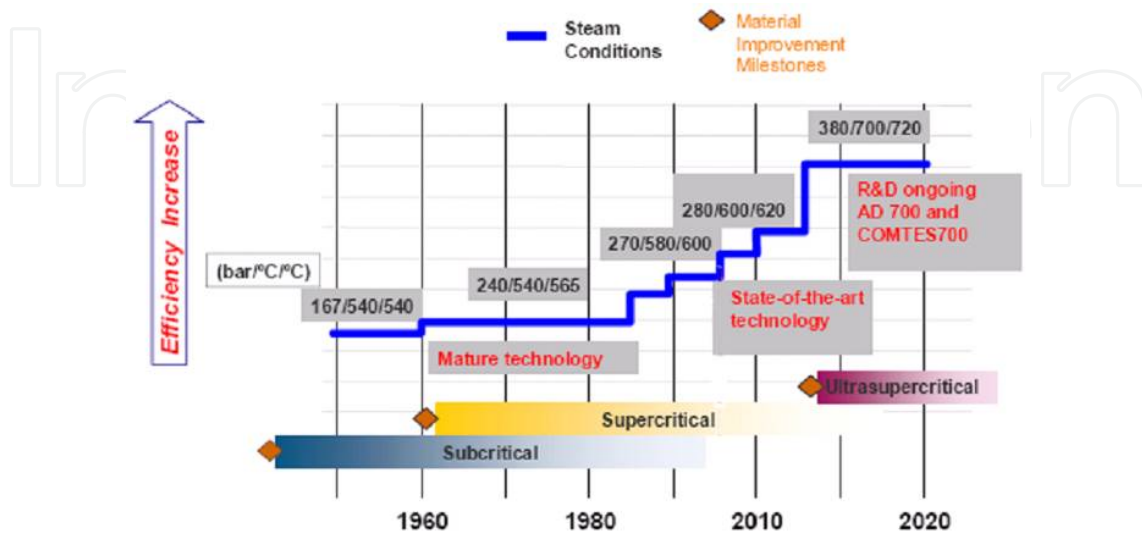 Steam
Conditions
Material
Improvement
Milestones
Efficiency Increase
380/700/720
280/600/620
R&D ongoing
AD 700 and
COMTES700
270/580/600
(bar/ºC/ºC)
240/540/565
167/540/540
State-of-the-art
technology
Mature technology
Ultrasupercritical
Supercritical
Subcritical
1960 1980 2010 2020